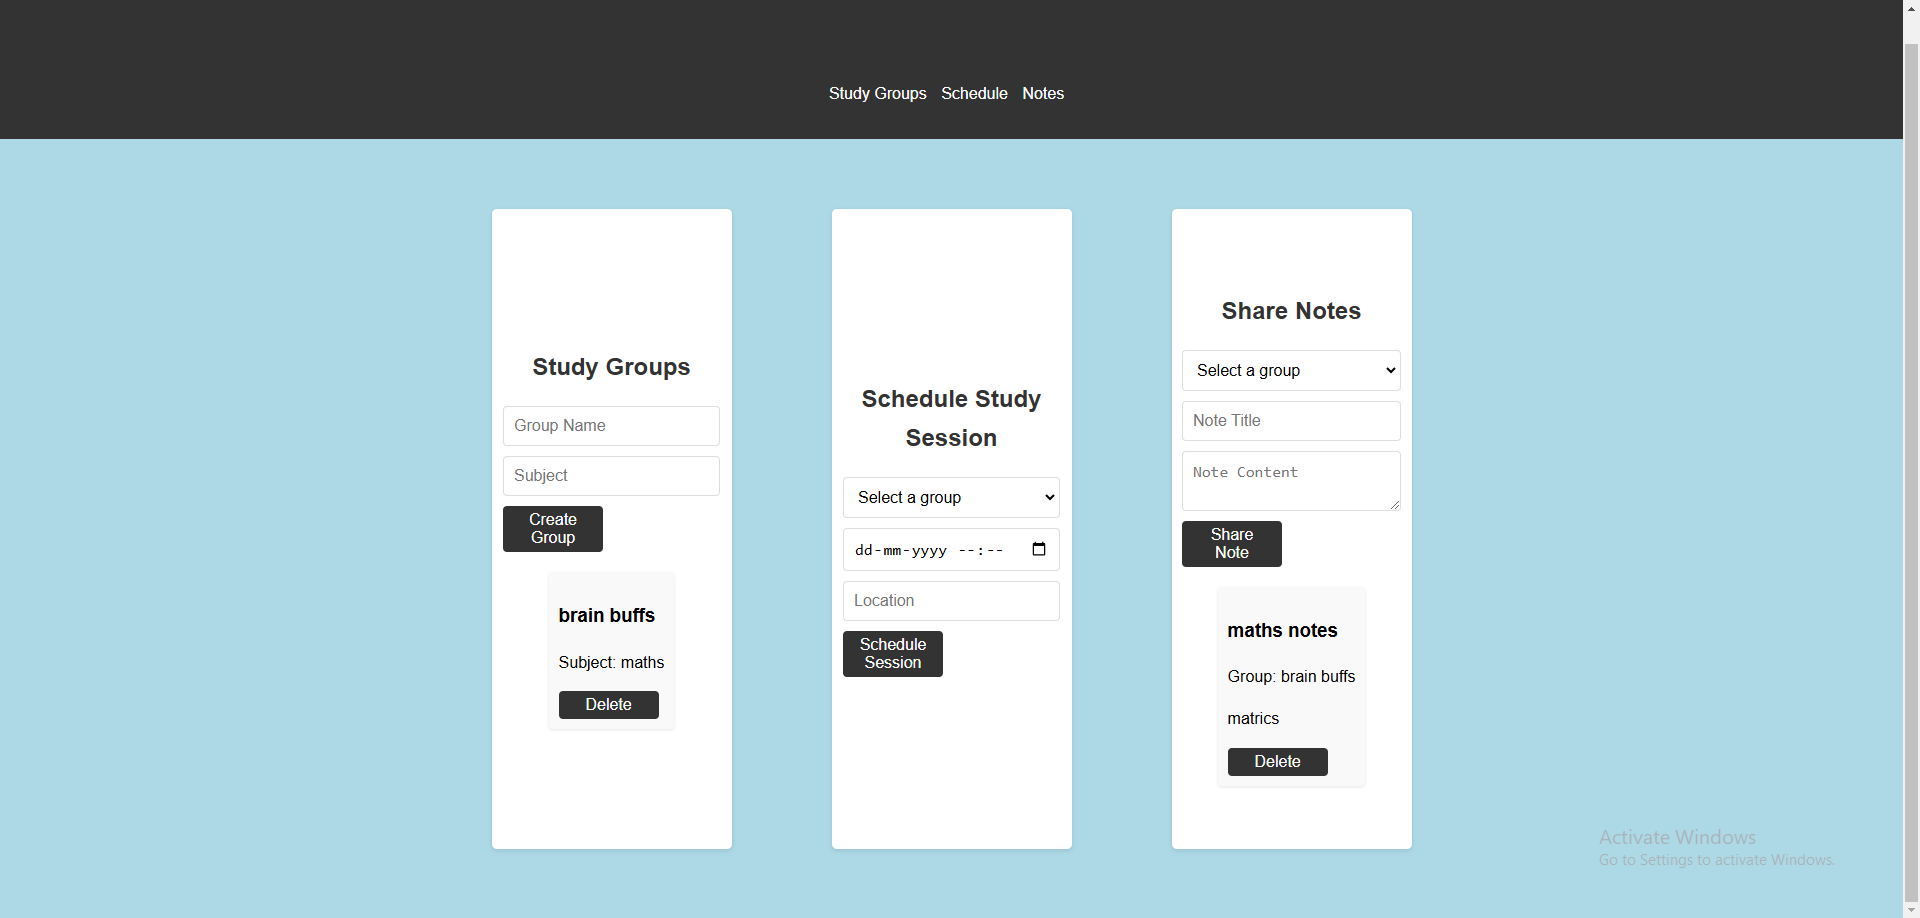 Study Groups Schedule Notes
Study Groups
Group Name
Subject
Create
Group
brain buffs
Subject: maths
Delete
Schedule Study
Session
Select a group
dd-mm-yyyy --:--
Location
Schedule
Session
Share Notes
Select a group
Note Title
Note Content
Share
Note
maths notes
Group: brain buffs
matrics
Delete
Activate Windows
Go to Settings to activate Windows.